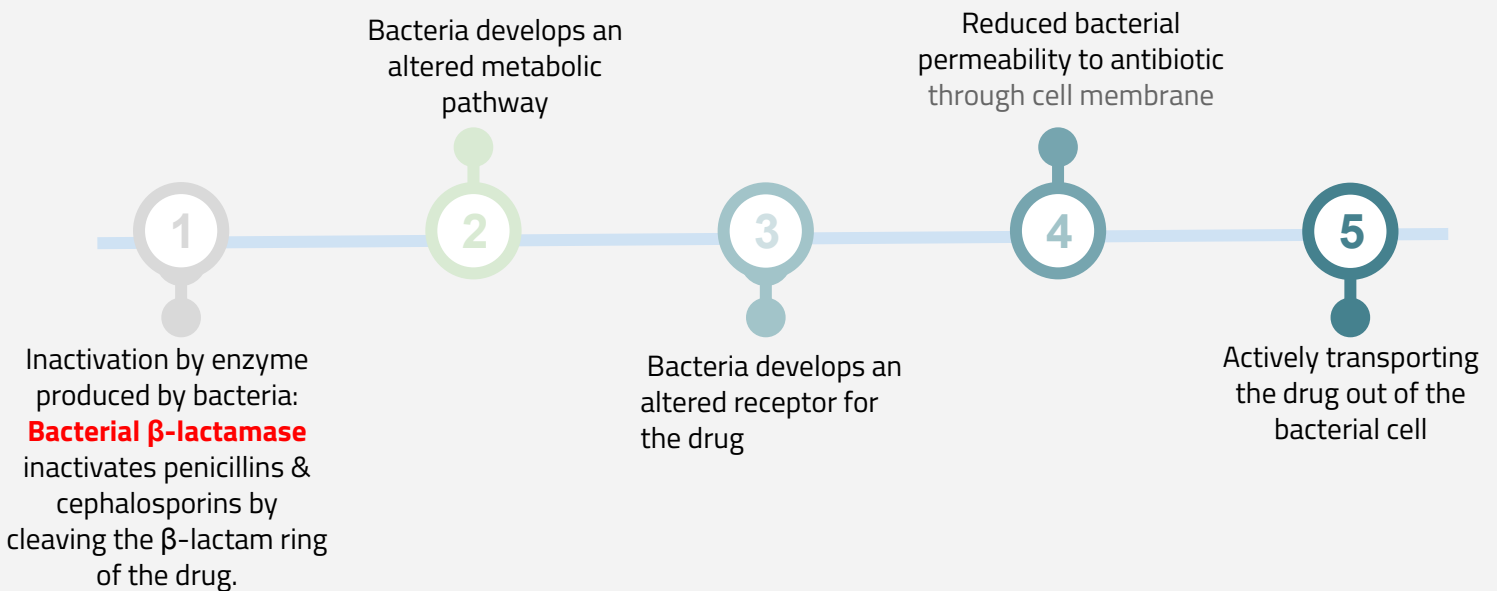 1
Inactivation by enzyme
produced by bacteria:
Bacterial β-lactamase
inactivates penicillins &
cephalosporins by
cleaving the β-lactam ring
of the drug.
2
Bacteria develops an
altered metabolic
pathway
3
Bacteria develops an
altered receptor for
the drug
4
Reduced bacterial
permeability to antibiotic
through cell membrane
5
Actively transporting
the drug out of the
bacterial cell